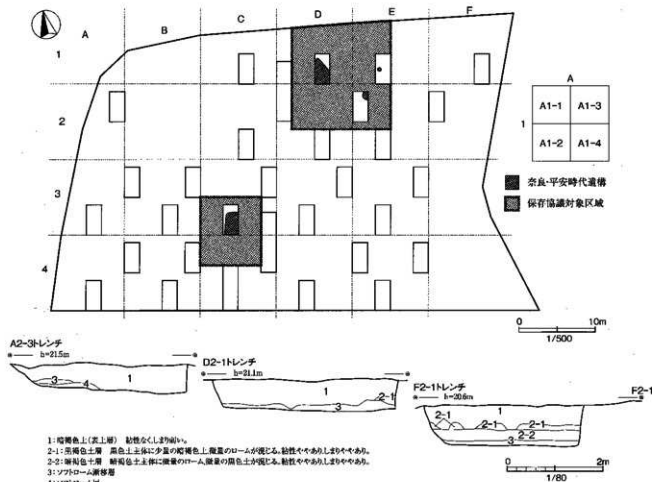 A B C D E F
1
2
3
4
A
1
A1-1 A1-3
A1-2 A1-4
奈良・平安時代遺構
保存協議対象区域
0 10m
1/500
A2-3トレンチ
h=21.5m
1
3
4
D2-1トレンチ
h=21.1m
1
2-1
3
F2-1トレンチ
h=20.6m
F2-1
1
2-1
2-1
2-2
3
0 2m
1/80
1:暗褐色土(表土層) 粘性なく、しまり弱い。
2-1:黒褐色土層 黒色土主体に少量の暗褐色土、微量のロームが混じる。粘性ややあり、しまりややあり。
2-2:暗褐色土層 暗褐色土主体に微量のローム、微量の黒色土が混じる。粘性ややあり、しまりややあり。
3:ソフトローム漸移層